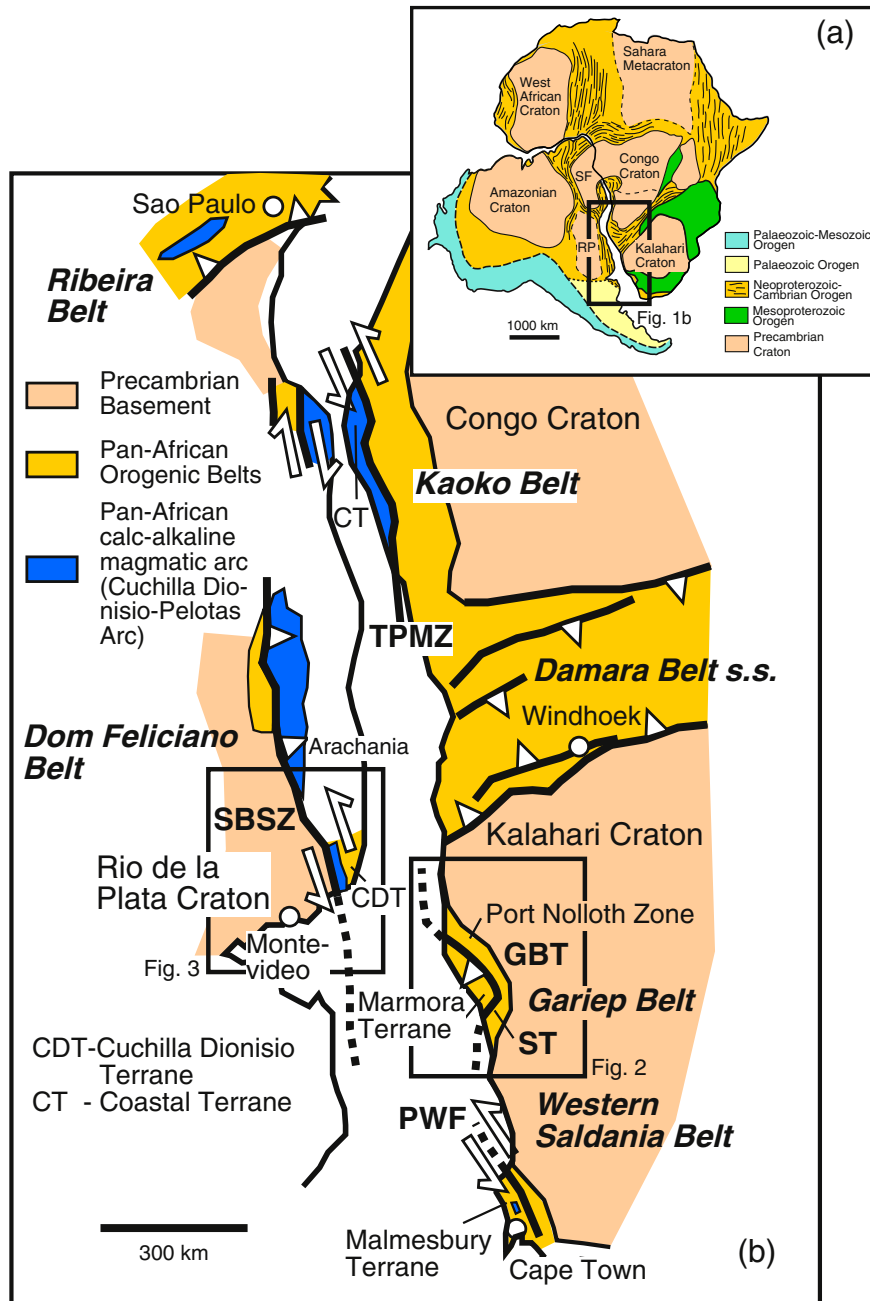 (a)
Sahara
Metacraton
West
African
Craton
Congo
Craton
SF
Amazonian
Craton
RP
Kalahari
Craton
Palaeozoic-Mesozoic
Orogen
Palaeozoic Orogen
Neoproterozoic-
Cambrian Orogen
Mesoproterozoic
Orogen
Precambrian
Craton
1000 km
Fig. 1b
Sao Paulo
Ribeira
Belt
Precambrian
Basement
Pan-African
Orogenic Belts
Pan-African
calc-alkaline
magmatic arc
(Cuchilla Dio-
nisio-Pelotas
Arc)
Congo Craton
Kaoko Belt
CT
TPMZ
Damara Belt s.s.
Windhoek
Dom Feliciano
Belt
Arachania
SBSZ
Kalahari Craton
Rio de la
Plata Craton
CDT
Monte-
video
Fig. 3
Port Nolloth Zone
GBT
Marmora
Terrane
Gariep Belt
ST
Fig. 2
CDT-Cuchilla Dionisio
Terrane
CT - Coastal Terrane
PWF
Western
Saldania Belt
300 km
Malmesbury
Terrane
Cape Town
(b)